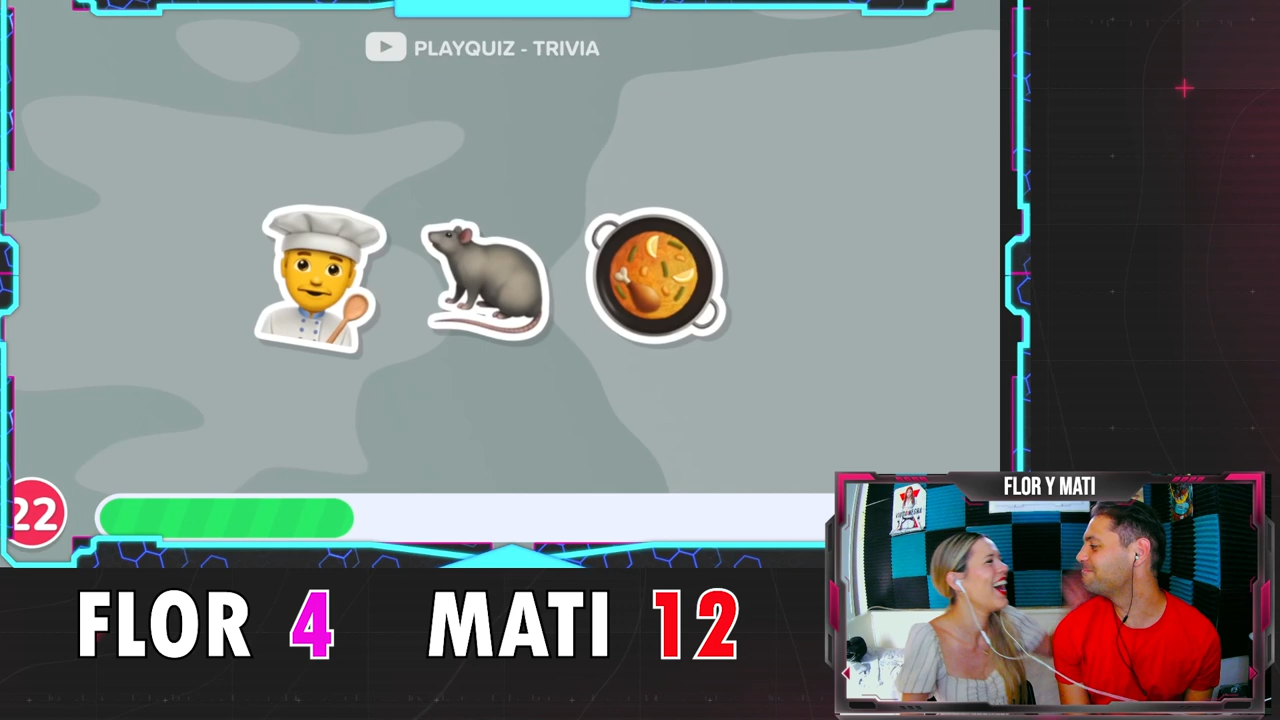 PLAYQUIZ - TRIVIA
22
FLOR Y MATI
FLOR 4 MATI 12